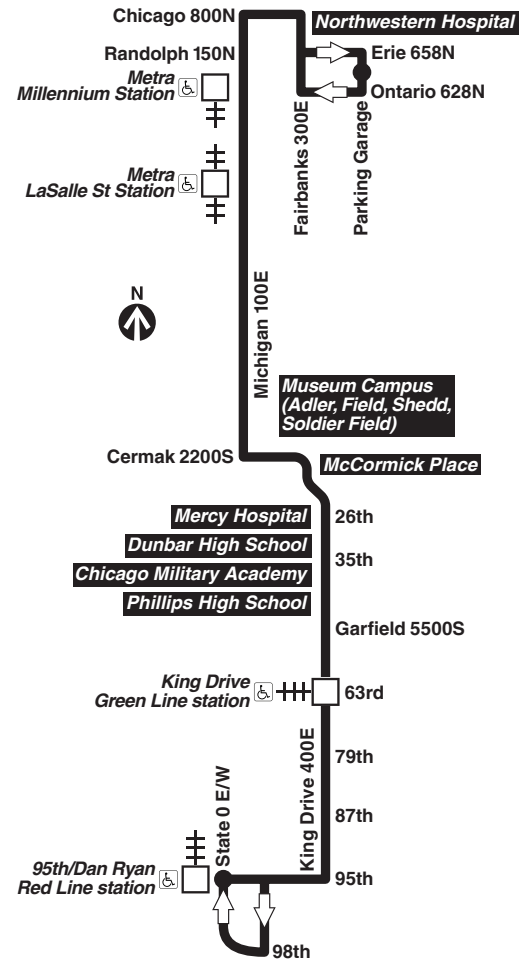 Chicago 800N
Northwestern Hospital
Randolph 150N
Erie 658N
Metra
Millennium Station
Ontario 628N
Fairbanks 300E
Parking Garage
Metra
LaSalle St Station
N
Michigan 100E
Museum Campus
(Adler, Field, Shedd,
Soldier Field)
Cermak 2200S
McCormick Place
Mercy Hospital
26th
Dunbar High School
35th
Chicago Military Academy
Phillips High School
Garfield 5500S
King Drive
Green Line station
63rd
King Drive 400E
79th
87th
State 0 E/W
95th/Dan Ryan
Red Line station
95th
98th